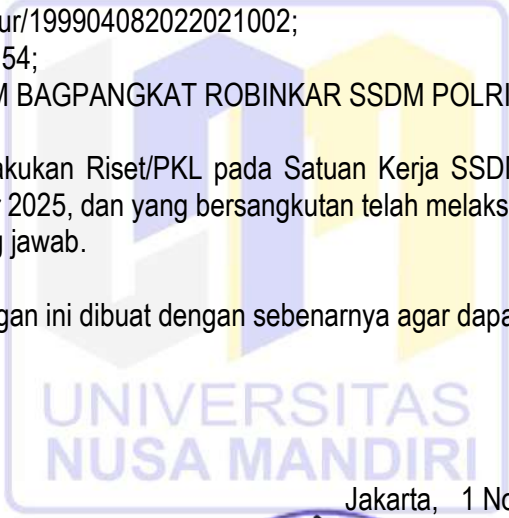 ur/199904082022021002;
54;
M BAGPANGKAT ROBINKAR SSDM POLRI
akukan Riset/PKL pada Satuan Kerja SSDM
r 2025, dan yang bersangkutan telah melaks
g jawab.
gan ini dibuat dengan sebenarnya agar dapa
UNIVERSITAS
NUSA MANDIRI
Jakarta, 1 No